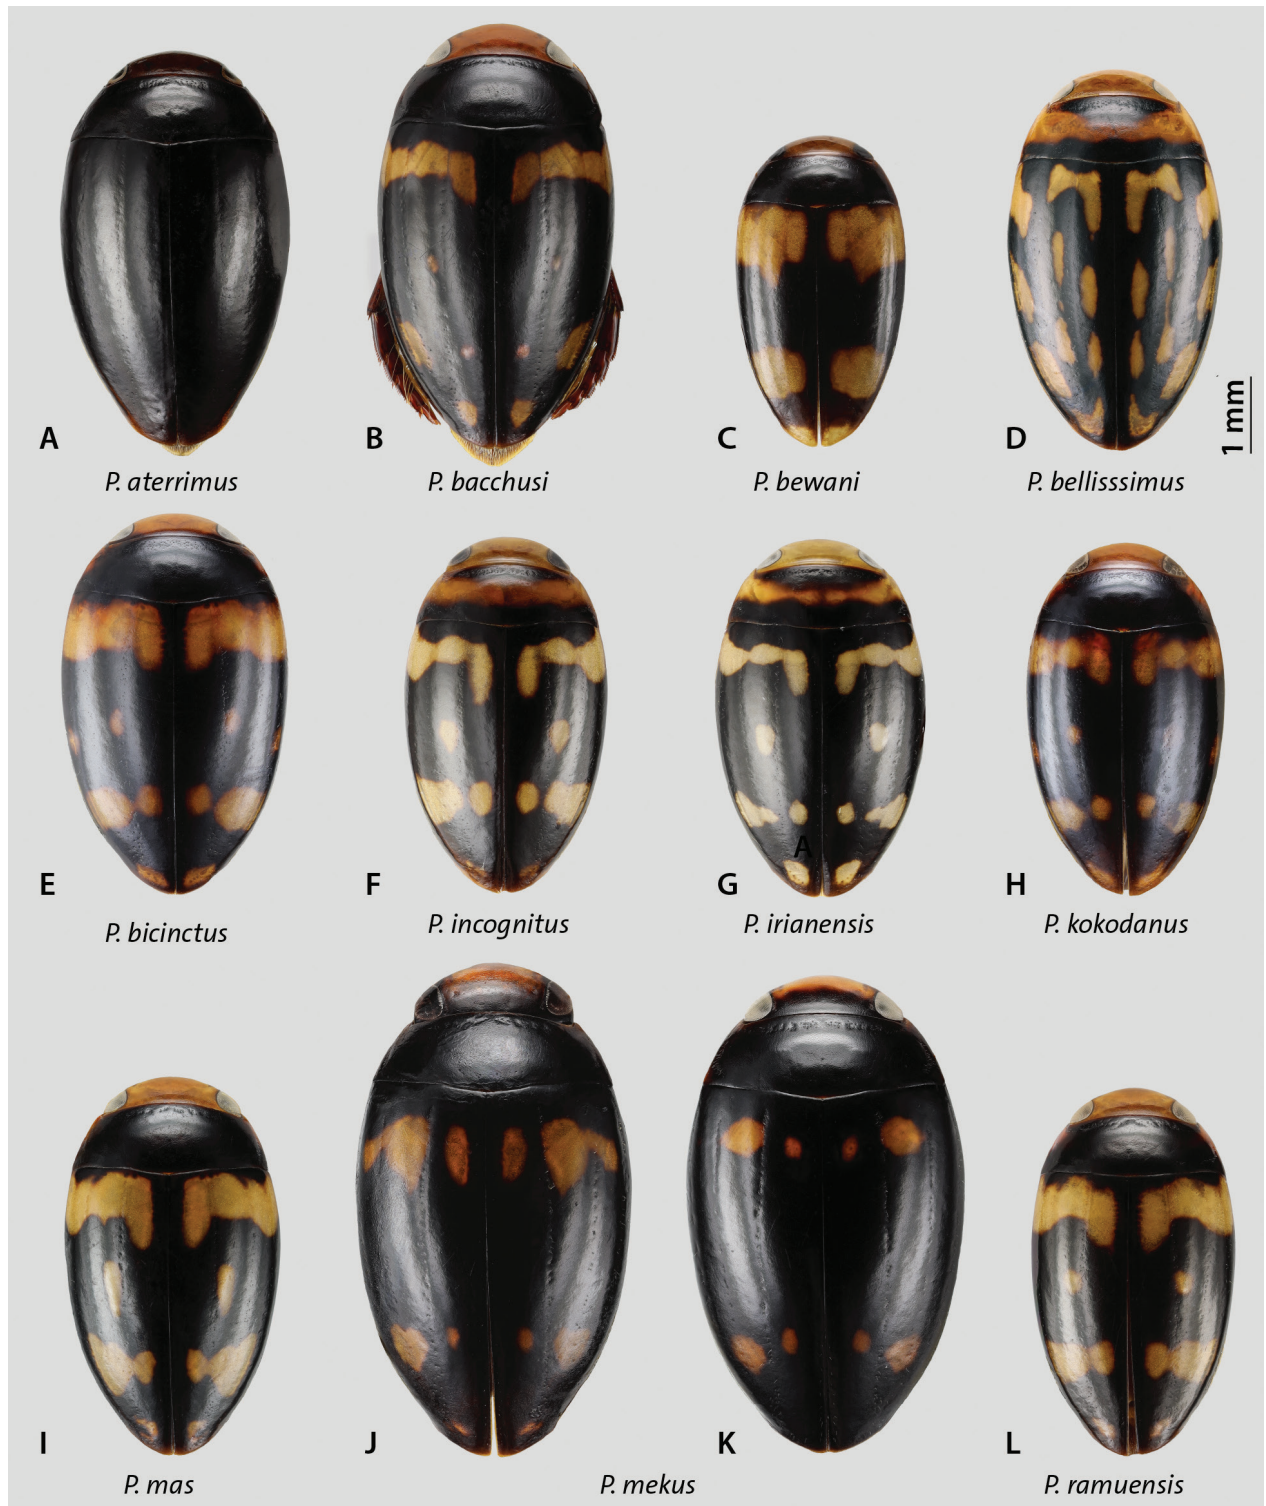 A
B
C
D
1 mm
P. aterrimus
P. bacchusi
P. bewani
P. bellisssimus
E
F
G
A
H
P. bicinctus
P. incognitus
P. irianensis
P. kokodanus
I
J
K
L
P. mas
P. mekus
P. ramuensis